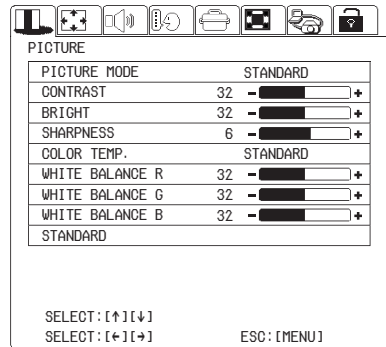 PICTURE
PICTURE MODE STANDARD
CONTRAST 32 - +
BRIGHT 32 - +
SHARPNESS 6 - +
COLOR TEMP. STANDARD
WHITE BALANCE R 32 - +
WHITE BALANCE G 32 - +
WHITE BALANCE B 32 - +
STANDARD
SELECT:[↑][↓]
SELECT:[←][→] ESC:[MENU]